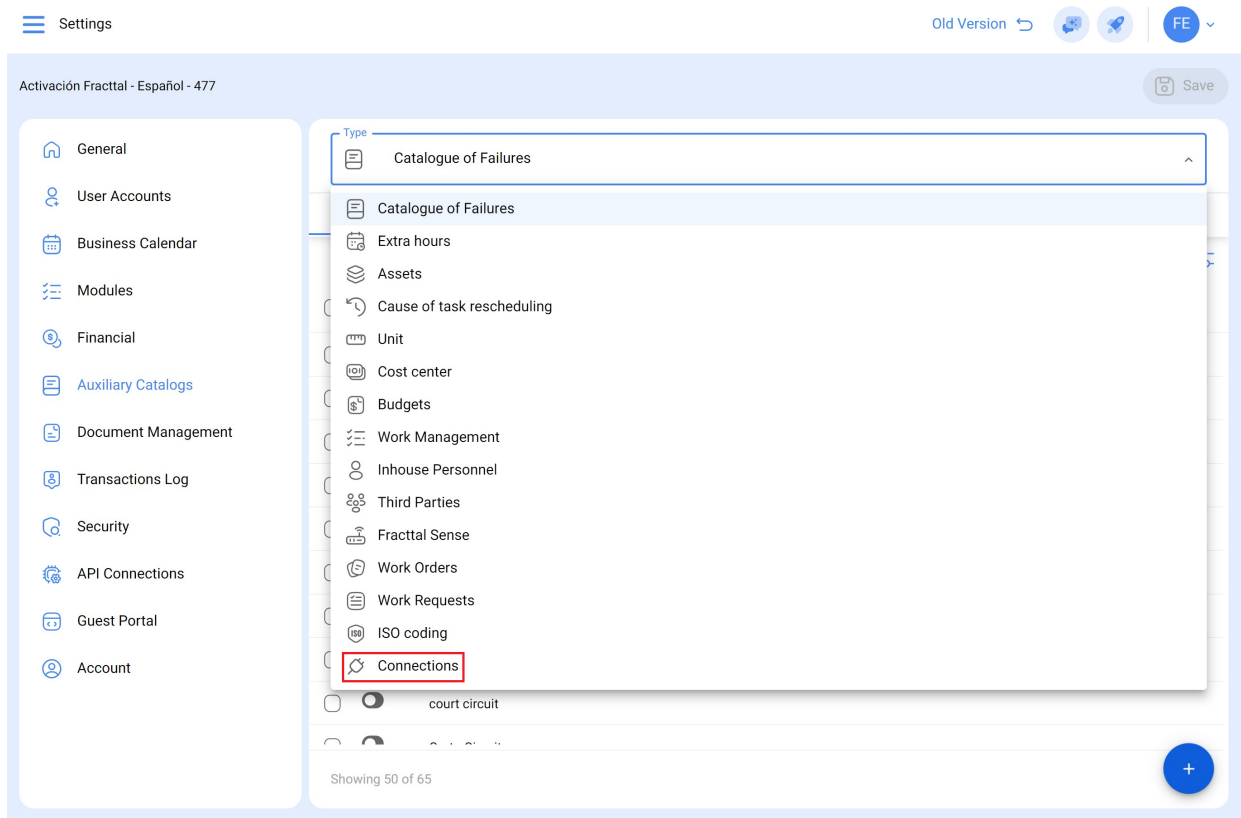 Settings
Old Version
FE
Activación Fracttal - Español - 477
Save
General
User Accounts
Business Calendar
Modules
Financial
Auxiliary Catalogs
Document Management
Transactions Log
Security
API Connections
Guest Portal
Account
Type
Catalogue of Failures
Catalogue of Failures
Extra hours
Assets
Cause of task rescheduling
Unit
Cost center
Budgets
Work Management
Inhouse Personnel
Third Parties
Fracttal Sense
Work Orders
Work Requests
ISO
ISO coding
Connections
court circuit
Showing 50 of 65